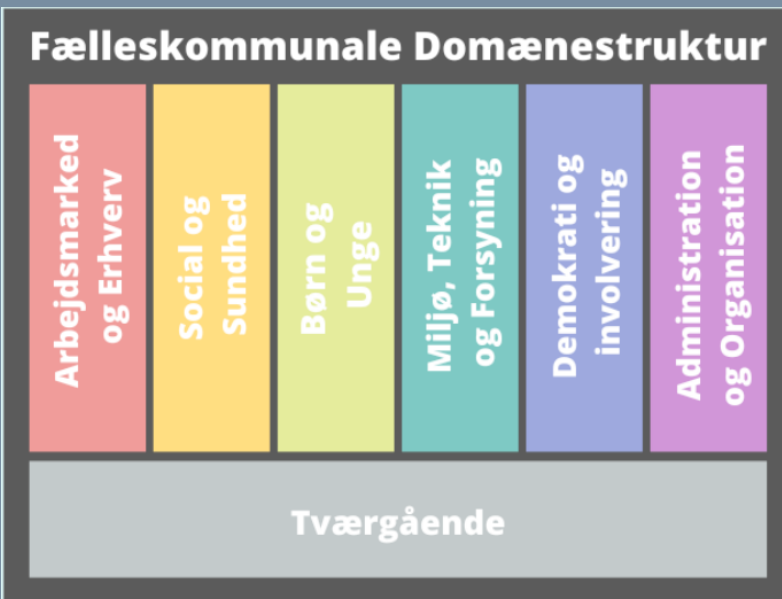 Fælleskommunale Domænestruktur
Arbejdsmarked
og Erhverv
Social og
Sundhed
Børn og
Unge
Miljø, Teknik
og Forsyning
Demokrati og
involvering
Administration
og Organisation
Tværgående